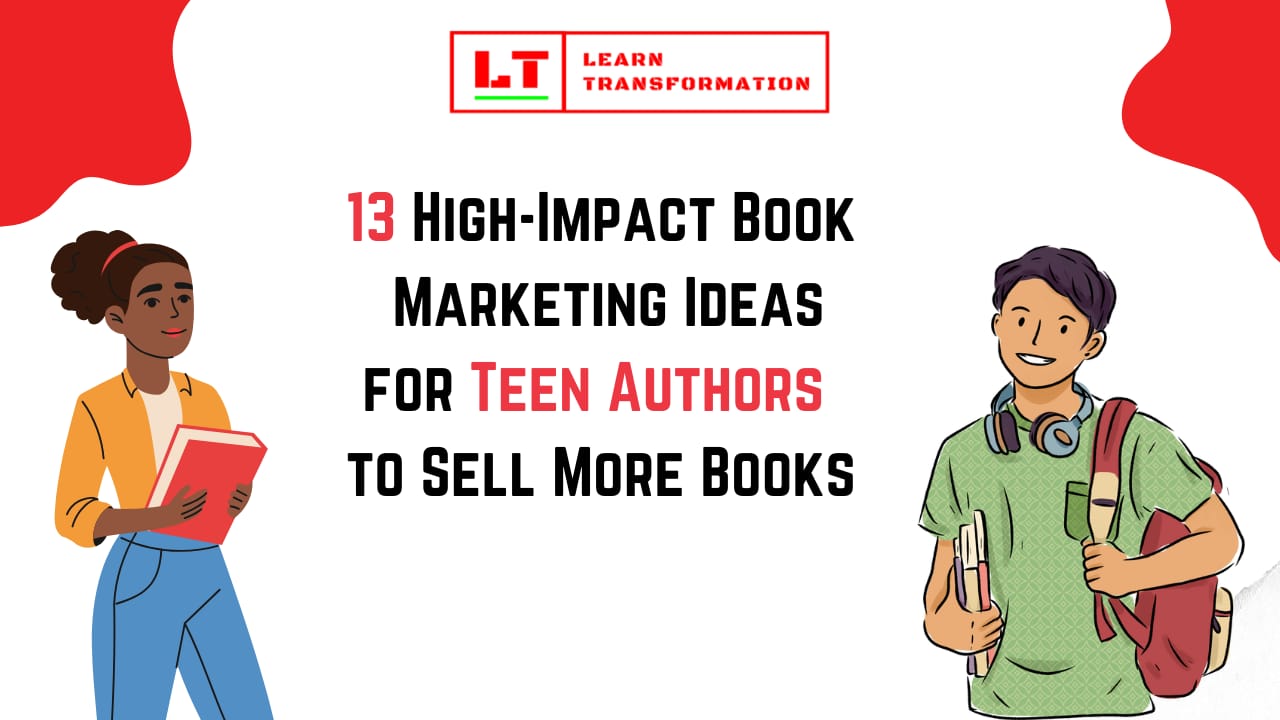 LT
LEARN
TRANSFORMATION
13 High-Impact Book
Marketing Ideas
for Teen Authors
to Sell More Books